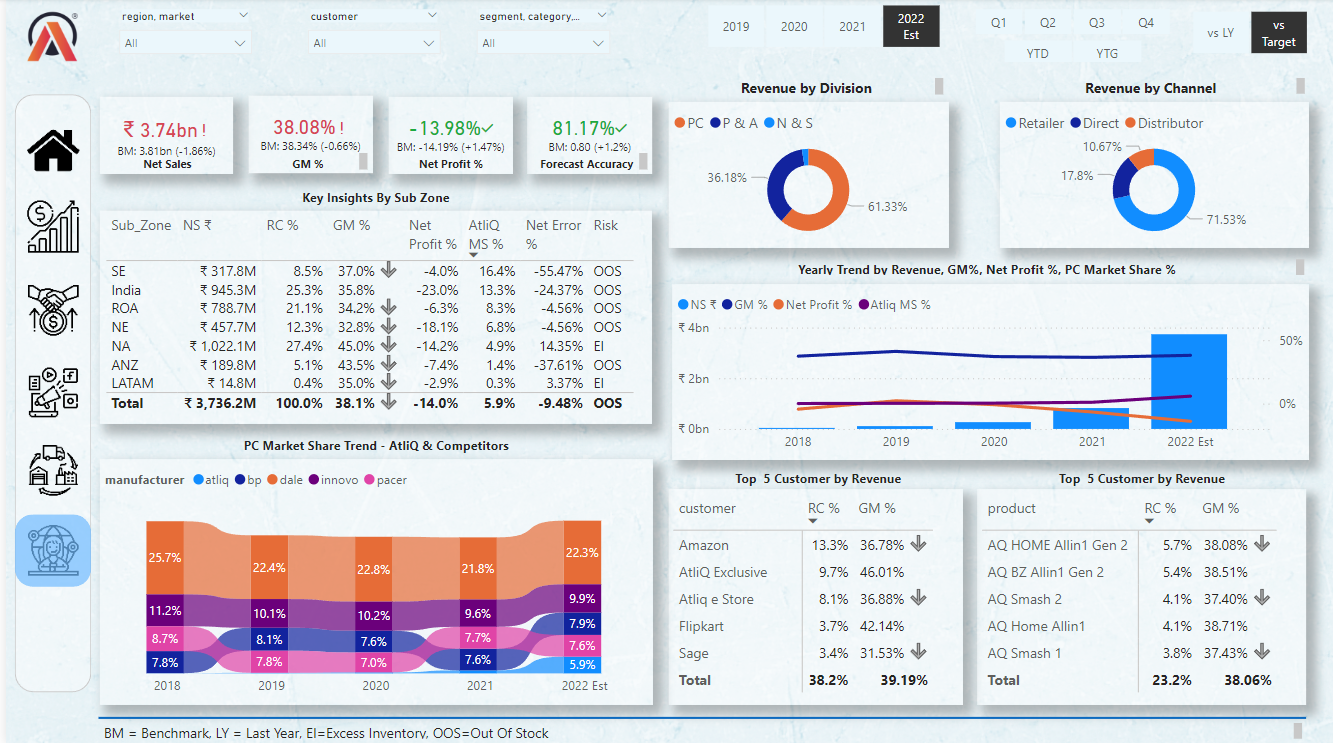 region, market
customer
segment, category,...
All
All
All
2019
2020
2021
2022
Est
Q1
Q2
Q3
Q4
YTD
YTG
vs LY
vs
Target
₹ 3.74bn !
BM: 3.81bn (-1.86%)
Net Sales
38.08% !
BM: 38.34% (-0.66%)
GM %
-13.98%✓
BM: -14.19% (+1.47%)
Net Profit %
81.17%✓
BM: 0.80 (+1.2%)
Forecast Accuracy
Revenue by Division
PC P & A N & S
36.18%
61.33%
Revenue by Channel
Retailer Direct Distributor
10.67%
17.8%
71.53%
Key Insights By Sub Zone
Sub_Zone NS ₹ RC % GM % Net Profit % AtliQ MS % Net Error % Risk
SE ₹ 317.8M 8.5% 37.0% -4.0% 16.4% -55.47% OOS
India ₹ 945.3M 25.3% 35.8% -23.0% 13.3% -24.37% OOS
ROA ₹ 788.7M 21.1% 34.2% -6.3% 8.3% -4.56% OOS
NE ₹ 457.7M 12.3% 32.8% -18.1% 6.8% -4.56% OOS
NA ₹ 1,022.1M 27.4% 45.0% -14.2% 4.9% 14.35% EI
ANZ ₹ 189.8M 5.1% 43.5% -7.4% 1.4% -37.61% OOS
LATAM ₹ 14.8M 0.4% 35.0% -2.9% 0.3% 3.37% EI
Total ₹ 3,736.2M 100.0% 38.1% -14.0% 5.9% -9.48% OOS
Yearly Trend by Revenue, GM%, Net Profit %, PC Market Share %
NS ₹ GM % Net Profit % Atliq MS %
₹ 4bn
₹ 2bn
₹ 0bn
50%
0%
2018 2019 2020 2021 2022 Est
PC Market Share Trend - AtliQ & Competitors
manufacturer atliq bp dale innovo pacer
25.7% 22.4% 22.8% 21.8% 22.3%
11.2% 10.1% 10.2% 9.6% 9.9%
8.7% 8.1% 7.6% 7.7% 7.9%
7.8% 7.8% 7.0% 7.6% 7.6%
5.9%
2018 2019 2020 2021 2022 Est
Top 5 Customer by Revenue
customer RC % GM %
Amazon 13.3% 36.78%
AtliQ Exclusive 9.7% 46.01%
Atliq e Store 8.1% 36.88%
Flipkart 3.7% 42.14%
Sage 3.4% 31.53%
Total 38.2% 39.19%
Top 5 Customer by Revenue
product RC % GM %
AQ HOME Allin1 Gen 2 5.7% 38.08%
AQ BZ Allin1 Gen 2 5.4% 38.51%
AQ Smash 2 4.1% 37.40%
AQ Home Allin1 4.1% 38.71%
AQ Smash 1 3.8% 37.43%
Total 23.2% 38.06%
BM = Benchmark, LY = Last Year, EI=Excess Inventory, OOS=Out Of Stock